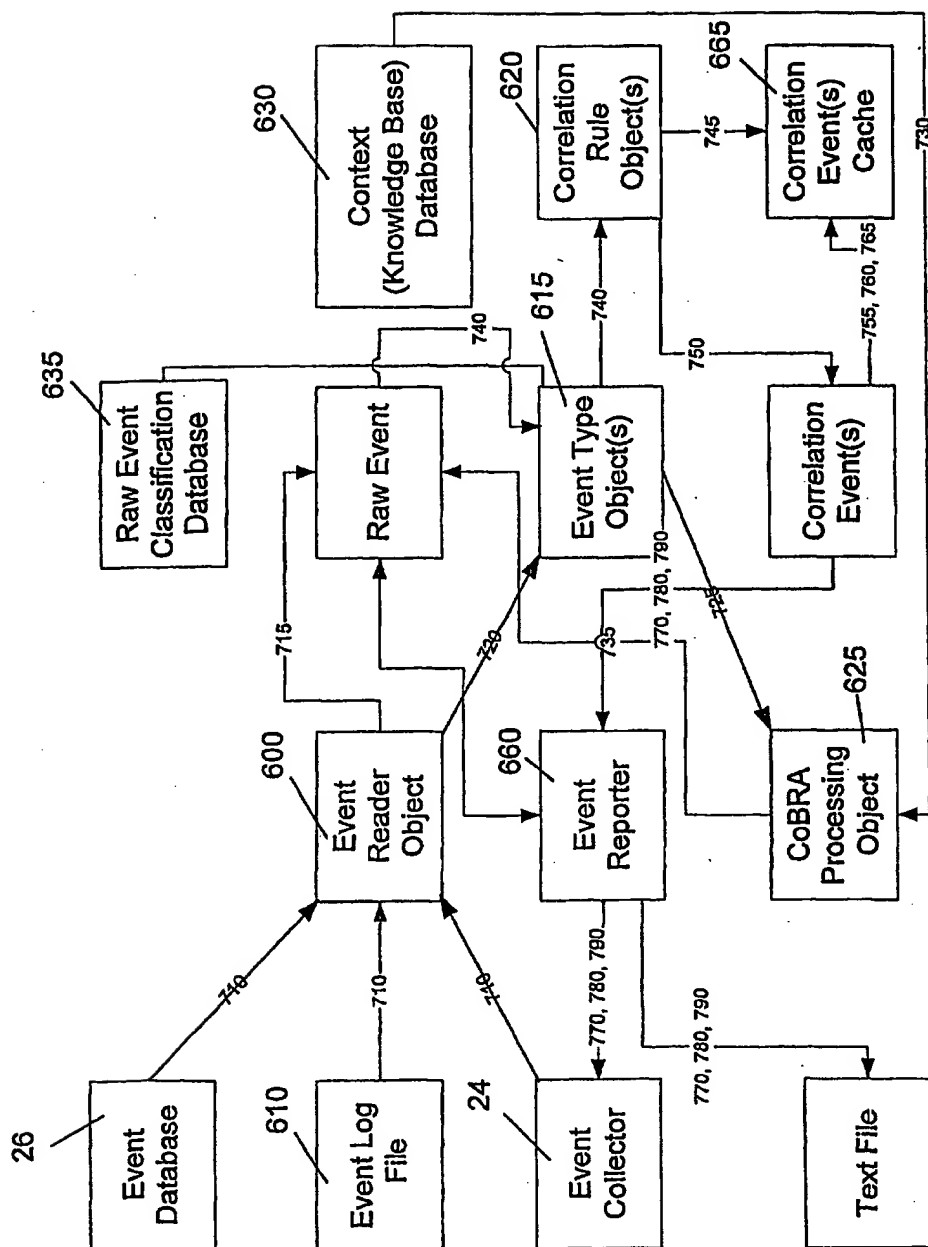 26
Event
Database
610
Event Log
File
24
Event
Collector
Text File
710
710
710
600
Event
Reader
Object
715
720
660
Event
Reporter
770, 780, 790
770, 780, 790
635
Raw Event
Classification
Database
Raw Event
740
615
Event Type
Object(s)
770, 780, 790
735
725
625
CoBRA
Processing
Object
630
Context
(Knowledge Base)
Database
740
620
Correlation
Rule
Object(s)
745
750
665
Correlation
Event(s)
Cache
755, 760, 765
Correlation
Event(s)
730